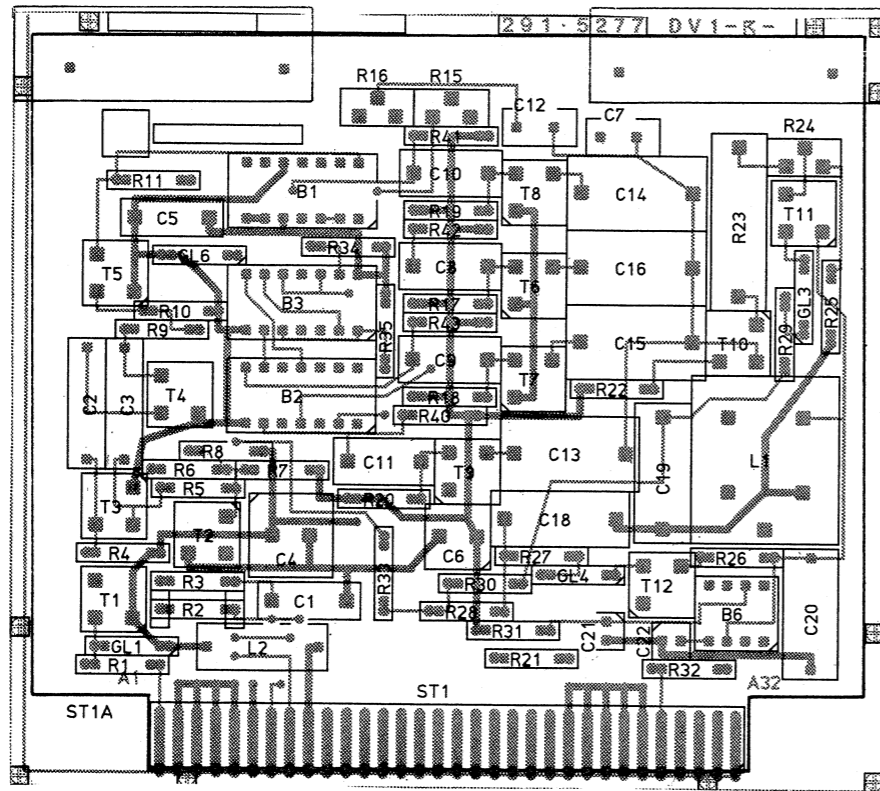 291-5277 DV1-K-
R16 R15
C12 C7
R41
R24
C10
R11
B1
T8
C14
T11
R19
C5
R42
R23
R34
GL6
T5
C8
C16
B3
T6
R17
GL3
R25
R10
R43
R35
R29
R9
C15
T10
C9
T7
T4
R22
C2
C3
B2
R18
R40
R8
C11
T9
C13
C19
L1
R6
R7
R5
R20
T3
C18
T2
C4
C6
R4
R27
R26
R33
R3
R30
GL4
T12
T1
C1
R2
R28
B6
C20
R31
C21
C22
GL1
L2
R1
R21
R32
A1
A32
ST1A
ST1